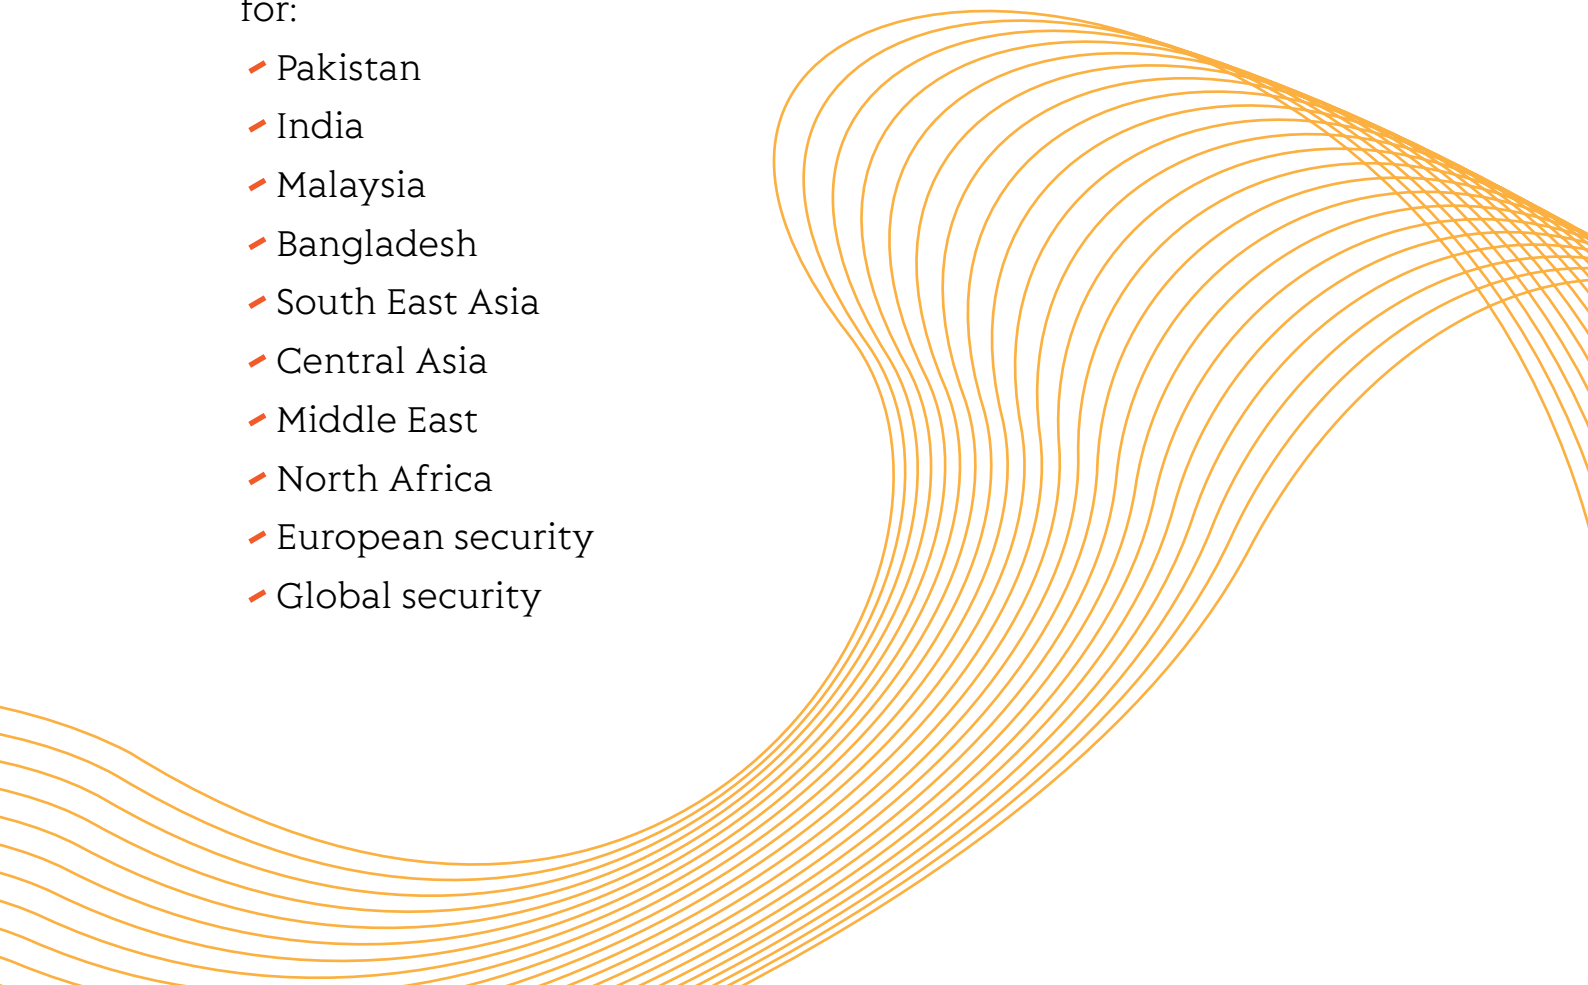 for:
Pakistan
India
Malaysia
Bangladesh
South East Asia
Central Asia
Middle East
North Africa
European security
Global security